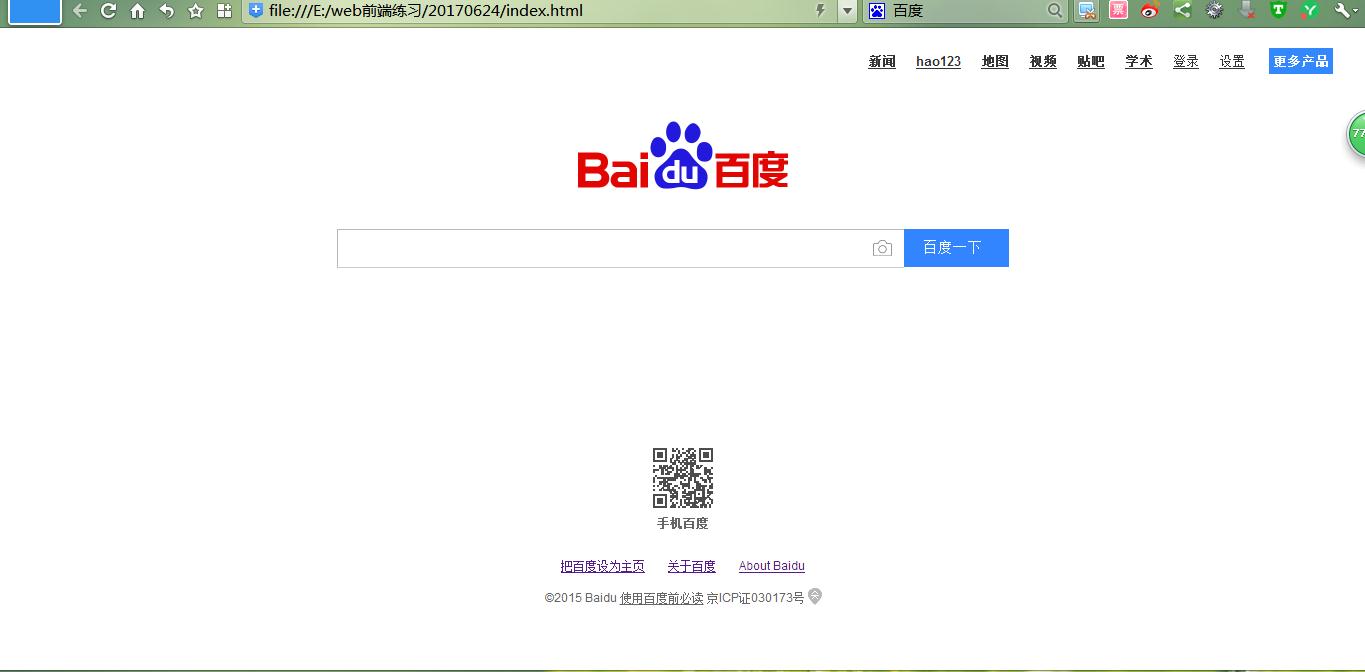 file:///E:/web前端练习/20170624/index.html 百度
新闻 hao123 地图 视频 贴吧 学术 登录 设置 更多产品
77
Bai du 百度
百度一下
手机百度
把百度设为主页 关于百度 About Baidu
©2015 Baidu 使用百度前必读 京ICP证030173号